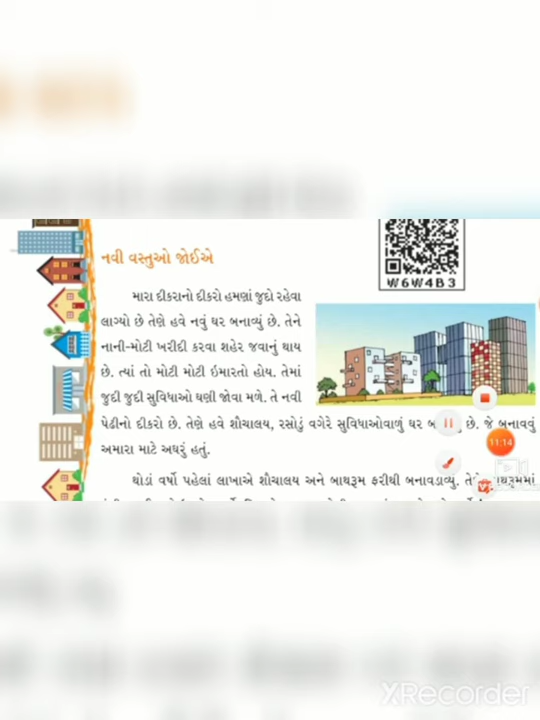 W6W4B3
નવી વસ્તુઓ જોઈએ
મારા દીકરાનો દીકરો હમણાં જુદો રહેવા
લાગ્યો છે તેણે હવે નવું ઘર બનાવ્યું છે. તેને
નાની-મોટી ખરીદી કરવા શહેર જવાનું થાય
છે. ત્યાં તો મોટી મોટી ઇમારતો હોય. તેમાં
જુદી જુદી સુવિધાઓ ઘણી જોવા મળે. તે નવી
પેઢીનો દીકરો છે. તેણે હવે શૌચાલય, રસોડું વગેરે સુવિધાઓવાળું ઘર છે. જે બનાવવું
અમારા માટે અઘરું હતું.
થોડાં વર્ષો પહેલાં લાખાએ શૌચાલય અને બાથરૂમ ફરીથી બનાવડાવ્યું.
11:14
XRecorder